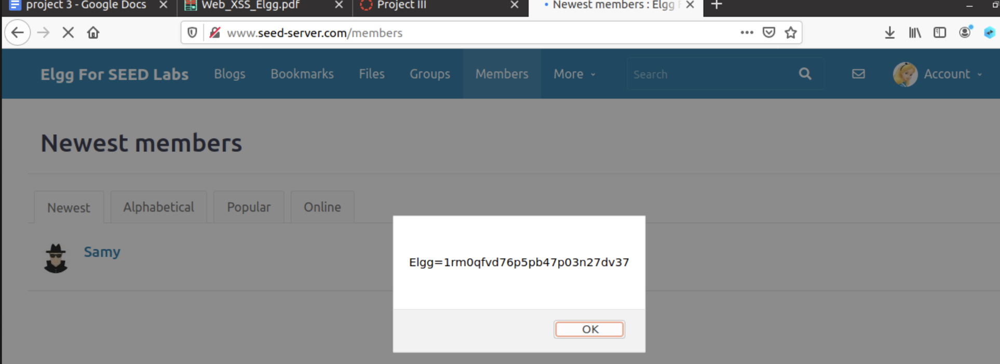 project 3 - Google Docs Web_XSS_Elgg.pdf Project III Newest members : Elgg
www.seed-server.com/members
Elgg For SEED Labs Blogs Bookmarks Files Groups Members More Search Account
Newest members
Newest Alphabetical Popular Online
Samy
Elgg=1rm0qfvd76p5pb47p03n27dv37
OK